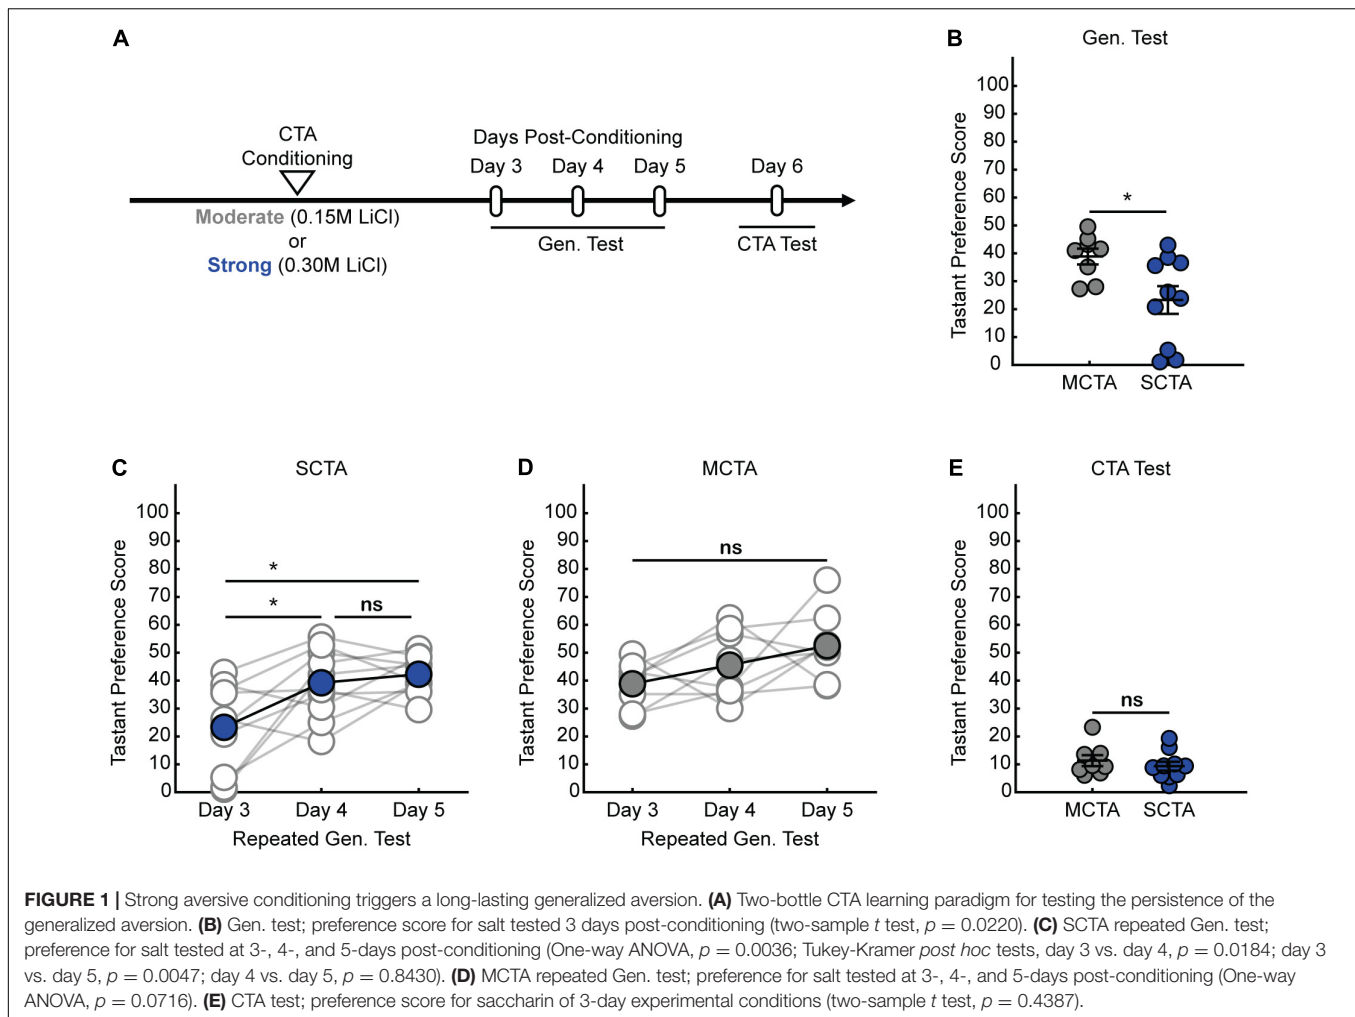 A
CTA
Conditioning
Moderate (0.15M LiCl)
or
Strong (0.30M LiCl)
Days Post-Conditioning
Day 3 Day 4 Day 5 Day 6
Gen. Test CTA Test
B
Gen. Test
Tastant Preference Score
100
90
80
70
60
50
40
30
20
10
0
*
MCTA SCTA
C
SCTA
Tastant Preference Score
100
90
80
70
60
50
40
30
20
10
0
*
* ns
Day 3 Day 4 Day 5
Repeated Gen. Test
D
MCTA
Tastant Preference Score
100
90
80
70
60
50
40
30
20
10
0
ns
Day 3 Day 4 Day 5
Repeated Gen. Test
E
CTA Test
Tastant Preference Score
100
90
80
70
60
50
40
30
20
10
0
ns
MCTA SCTA
FIGURE 1 | Strong aversive conditioning triggers a long-lasting generalized aversion. (A) Two-bottle CTA learning paradigm for testing the persistence of the
generalized aversion. (B) Gen. test; preference score for salt tested 3 days post-conditioning (two-sample t test, p = 0.0220). (C) SCTA repeated Gen. test;
preference for salt tested at 3-, 4-, and 5-days post-conditioning (One-way ANOVA, p = 0.0036; Tukey-Kramer post hoc tests, day 3 vs. day 4, p = 0.0184; day 3
vs. day 5, p = 0.0047; day 4 vs. day 5, p = 0.8430). (D) MCTA repeated Gen. test; preference for salt tested at 3-, 4-, and 5-days post-conditioning (One-way
ANOVA, p = 0.0716). (E) CTA test; preference score for saccharin of 3-day experimental conditions (two-sample t test, p = 0.4387).